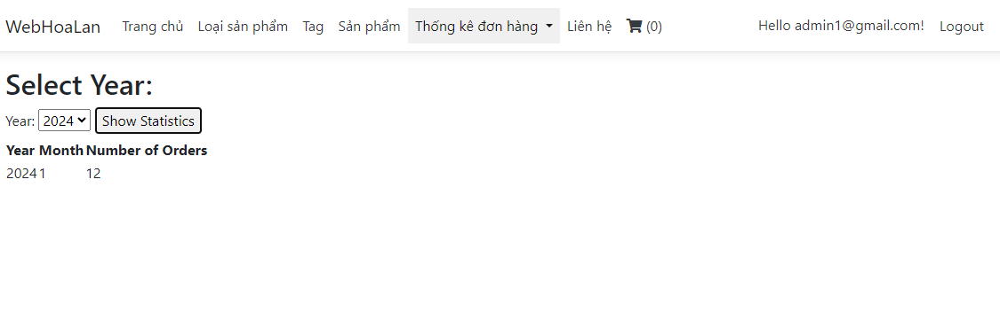 WebHoaLan Trang chủ Loại sản phẩm Tag Sản phẩm Thống kê đơn hàng Liên hệ (0) Hello admin1@gmail.com! Logout
Select Year:
Year: 2024 Show Statistics
Year Month Number of Orders
2024 1 12